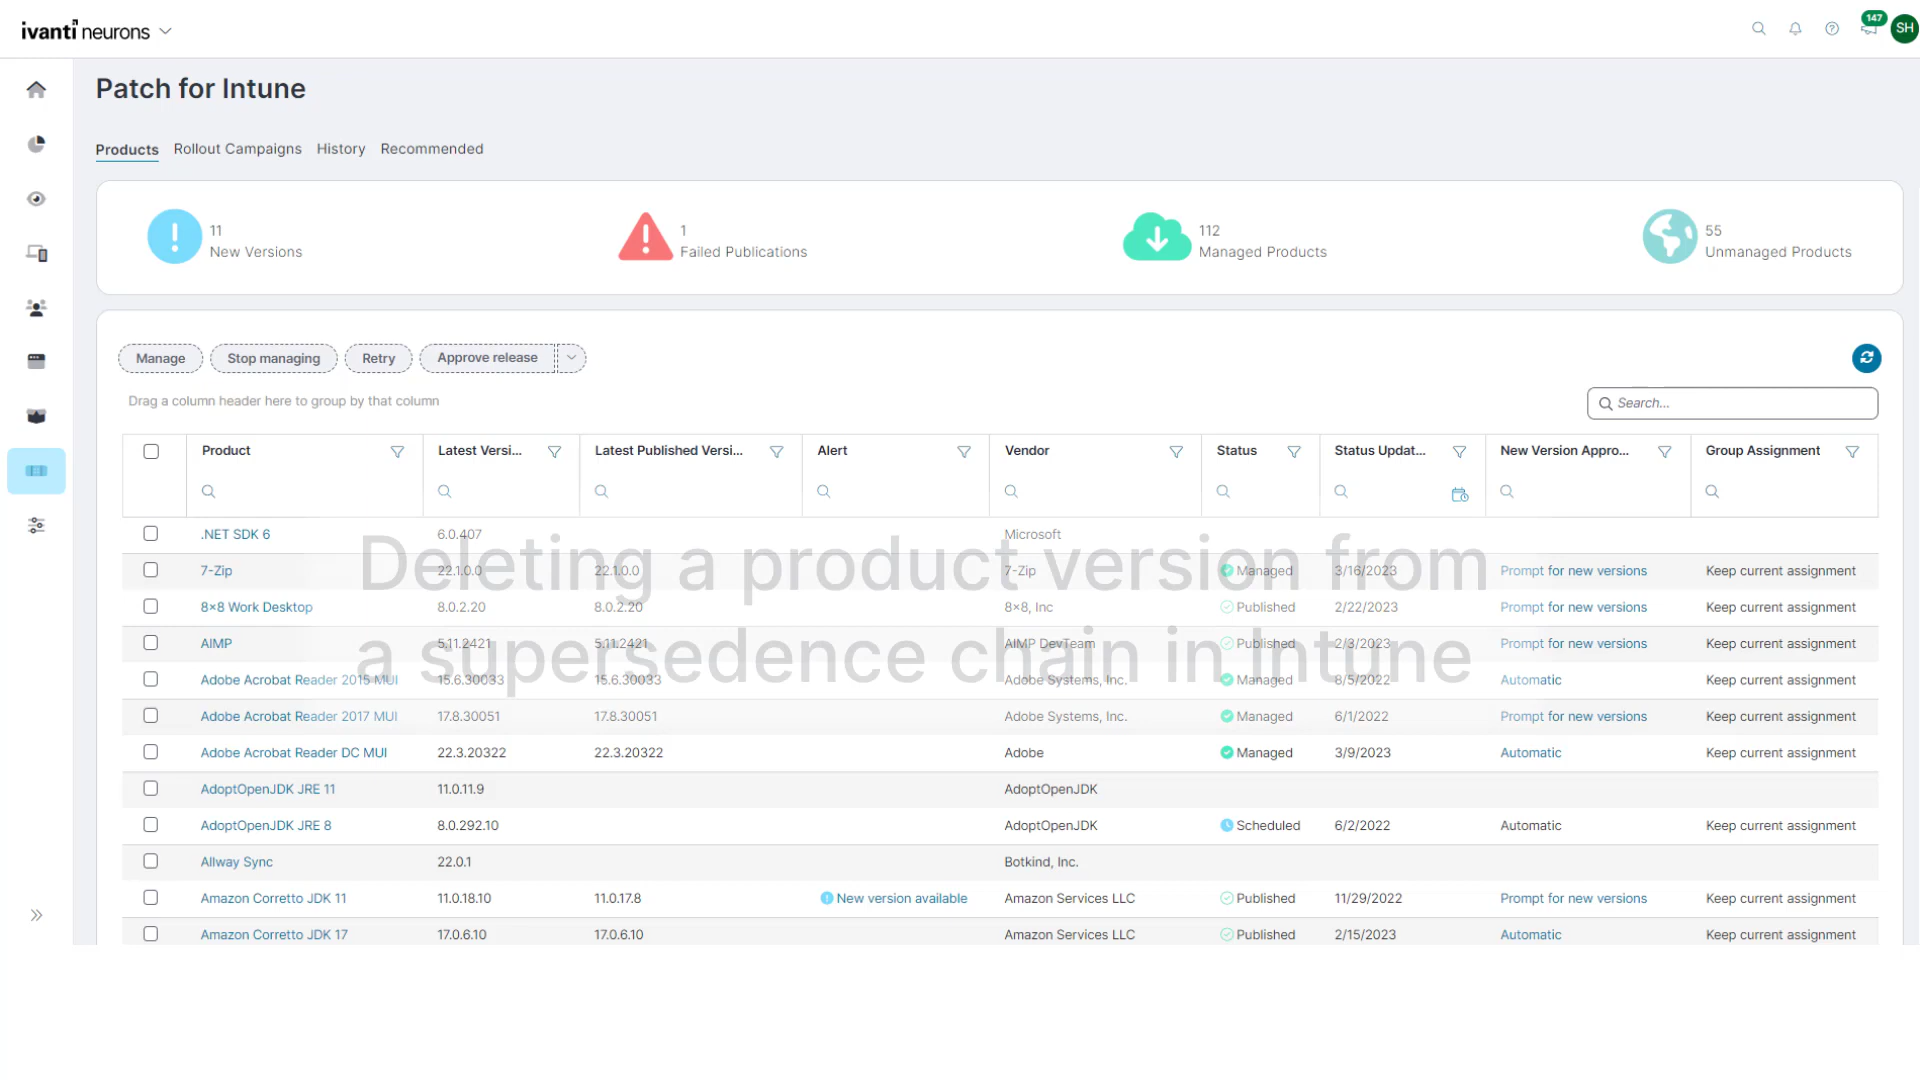 ivanti neurons
147
SH
Patch for Intune
Products Rollout Campaigns History Recommended
11
New Versions
1
Failed Publications
112
Managed Products
55
Unmanaged Products
Manage Stop managing Retry Approve release
Drag a column header here to group by that column
Search...
Product Latest Versi... Latest Published Versi... Alert Vendor Status Status Updat... New Version Appro... Group Assignment
.NET SDK 6 6.0.407 Microsoft
Deleting a product version from
7-Zip 22.1.0.0 22.1.0.0 7-Zip Managed 3/16/2023 Prompt for new versions Keep current assignment
8x8 Work Desktop 8.0.2.20 8.0.2.20 8x8, Inc Published 2/22/2023 Prompt for new versions Keep current assignment
AIMP 5.11.2421 5.11.2421 AIMP DevTeam Published 2/3/2023 Prompt for new versions Keep current assignment
a supersedence chain in Intune
Adobe Acrobat Reader 2015 MUI 15.6.30033 15.6.30033 Adobe Systems, Inc. Managed 8/5/2022 Automatic Keep current assignment
Adobe Acrobat Reader 2017 MUI 17.8.30051 17.8.30051 Adobe Systems, Inc. Managed 6/1/2022 Prompt for new versions Keep current assignment
Adobe Acrobat Reader DC MUI 22.3.20322 22.3.20322 Adobe Managed 3/9/2023 Automatic Keep current assignment
AdoptOpenJDK JRE 11 11.0.11.9 AdoptOpenJDK
AdoptOpenJDK JRE 8 8.0.292.10 AdoptOpenJDK Scheduled 6/2/2022 Automatic Keep current assignment
Allway Sync 22.0.1 Botkind, Inc.
Amazon Corretto JDK 11 11.0.18.10 11.0.17.8 New version available Amazon Services LLC Published 11/29/2022 Prompt for new versions Keep current assignment
Amazon Corretto JDK 17 17.0.6.10 17.0.6.10 Amazon Services LLC Published 2/15/2023 Automatic Keep current assignment